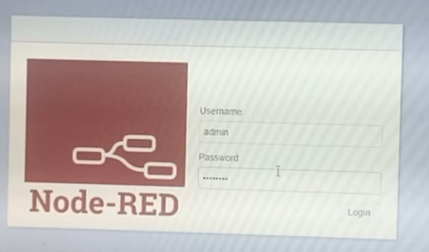 Username:
admin
Password
••••••••
Node-RED
Login